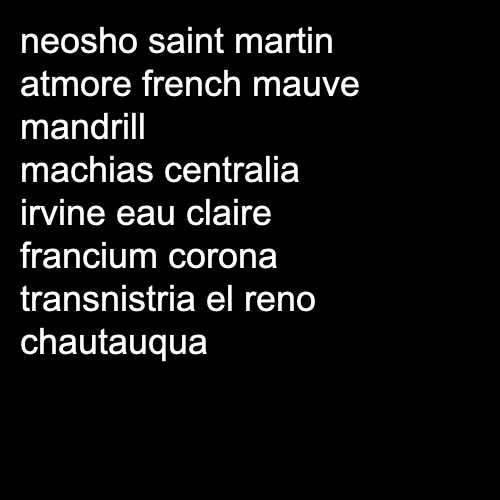 neosho saint martin
atmore french mauve
mandrill
machias centralia
irvine eau claire
francium corona
transnistria el reno
chautauqua